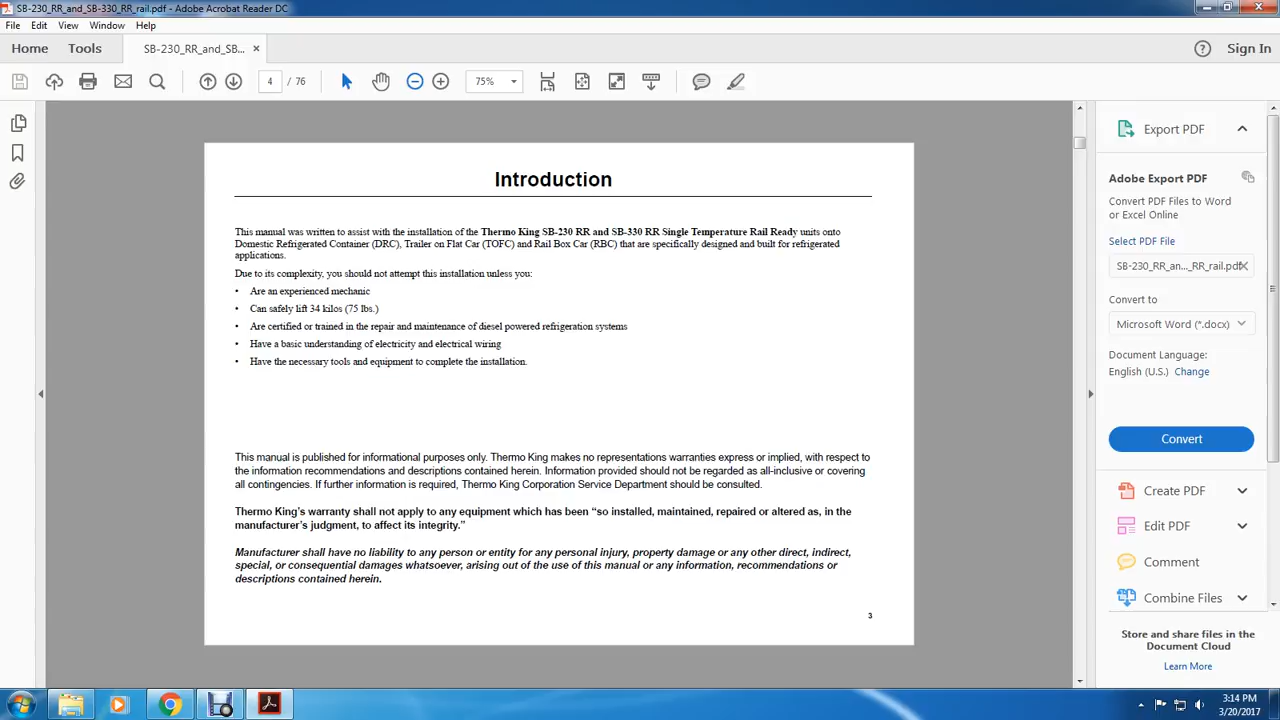 SB-230_RR_and_SB-330_RR_rail.pdf - Adobe Acrobat Reader DC
File Edit View Window Help
Home Tools SB-230_RR_and_SB... Sign In
4 / 76 75%
Introduction
This manual was written to assist with the installation of the Thermo King SB-230 RR and SB-330 RR Single Temperature Rail Ready units onto
Domestic Refrigerated Container (DRC), Trailer on Flat Car (TOFC) and Rail Box Car (RBC) that are specifically designed and built for refrigerated
applications.
Due to its complexity, you should not attempt this installation unless you:
• Are an experienced mechanic
• Can safely lift 34 kilos (75 lbs.)
• Are certified or trained in the repair and maintenance of diesel powered refrigeration systems
• Have a basic understanding of electricity and electrical wiring
• Have the necessary tools and equipment to complete the installation.
This manual is published for informational purposes only. Thermo King makes no representations warranties express or implied, with respect to
the information recommendations and descriptions contained herein. Information provided should not be regarded as all-inclusive or covering
all contingencies. If further information is required, Thermo King Corporation Service Department should be consulted.
Thermo King's warranty shall not apply to any equipment which has been “so installed, maintained, repaired or altered as, in the
manufacturer's judgment, to affect its integrity.”
Manufacturer shall have no liability to any person or entity for any personal injury, property damage or any other direct, indirect,
special, or consequential damages whatsoever, arising out of the use of this manual or any information, recommendations or
descriptions contained herein.
3
Export PDF
Adobe Export PDF
Convert PDF Files to Word
or Excel Online
Select PDF File
SB-230_RR_an..._RR_rail.pdf
Convert to
Microsoft Word (*.docx)
Document Language:
English (U.S.) Change
Convert
Create PDF
Edit PDF
Comment
Combine Files
Store and share files in the
Document Cloud
Learn More
3:14 PM
3/20/2017